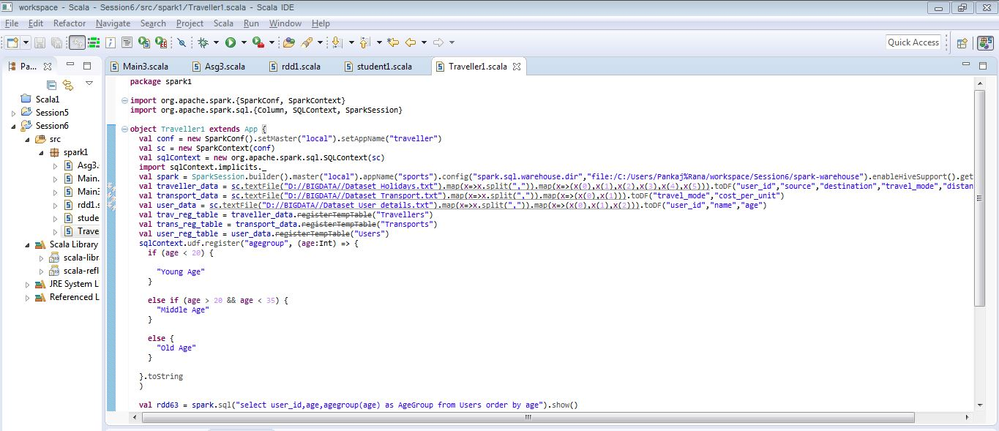 workspace - Scala - Session6/src/spark1/Traveller1.scala - Scala IDE
File Edit Refactor Navigate Search Project Scala Run Window Help
Quick Access
Pa...
Main3.scala Asg3.scala rdd1.scala student1.scala Traveller1.scala
Scala1
Session5
Session6
src
spark1
Asg3.
Main.
Main3
rdd1.s
stude
Trave
Scala Library
scala-libr
scala-refl
JRE System L
Referenced L
package spark1
import org.apache.spark.{SparkConf, SparkContext}
import org.apache.spark.sql.{Column, SQLContext, SparkSession}
object Traveller1 extends App {
val conf = new SparkConf().setMaster("local").setAppName("traveller")
val sc = new SparkContext(conf)
val sqlContext = new org.apache.spark.sql.SQLContext(sc)
import sqlContext.implicits._
val spark = SparkSession.builder().master("local").appName("sports").config("spark.sql.warehouse.dir","file:/C:/Users/Pankaj%Rana/workspace/Session6/spark-warehouse").enableHiveSupport().get
val traveller_data = sc.textFile("D://BIGDATA//Dataset_Holidays.txt").map(x=>x.split(",")).map(x=>(x(0),x(1),x(2),x(3),x(4),x(5))).toDF("user_id","source","destination","travel_mode","distan
val transport_data = sc.textFile("D://BIGDATA//Dataset_Transport.txt").map(x=>x.split(",")).map(x=>(x(0),x(1))).toDF("travel_mode","cost_per_unit")
val user_data = sc.textFile("D://BIGDATA//Dataset_User_details.txt").map(x=>x.split(",")).map(x=>(x(0),x(1),x(2))).toDF("user_id","name","age")
val trav_reg_table = traveller_data.registerTempTable("Travellers")
val trans_reg_table = transport_data.registerTempTable("Transports")
val user_reg_table = user_data.registerTempTable("Users")
sqlContext.udf.register("agegroup", (age:Int) => {
if (age < 20) {
"Young Age"
}
else if (age > 20 && age < 35) {
"Middle Age"
}
else {
"Old Age"
}
}.toString
)
val rdd63 = spark.sql("select user_id,age,agegroup(age) as AgeGroup from Users order by age").show()